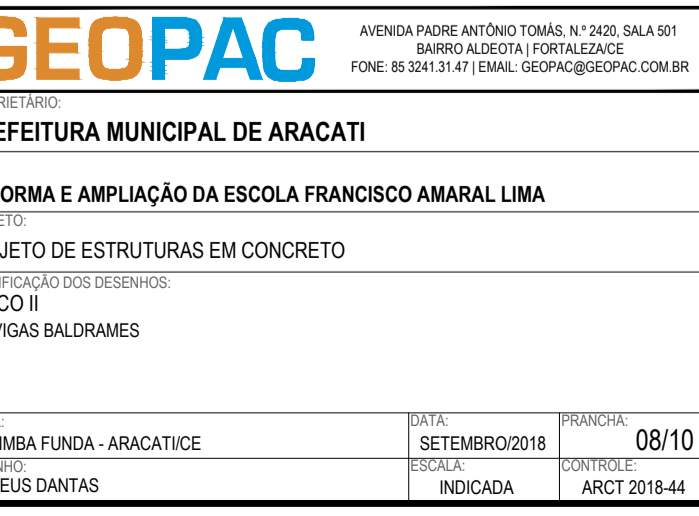 GEOPAC
AVENIDA PADRE ANTÔNIO TOMÁS, N.º 2420, SALA 501
BAIRRO ALDEOTA | FORTALEZA/CE
FONE: 85 3241.31.47 | EMAIL: GEOPAC@GEOPAC.COM.BR
RIETÁRIO:
EFEITURA MUNICIPAL DE ARACATI
ORMA E AMPLIAÇÃO DA ESCOLA FRANCISCO AMARAL LIMA
ETO:
JETO DE ESTRUTURAS EM CONCRETO
IFICAÇÃO DOS DESENHOS:
CO II
VIGAS BALDRAMES
DATA:
PRANCHA:
IMBA FUNDA - ARACATI/CE
SETEMBRO/2018
08/10
NHO:
ESCALA:
CONTROLE:
EUS DANTAS
INDICADA
ARCT 2018-44